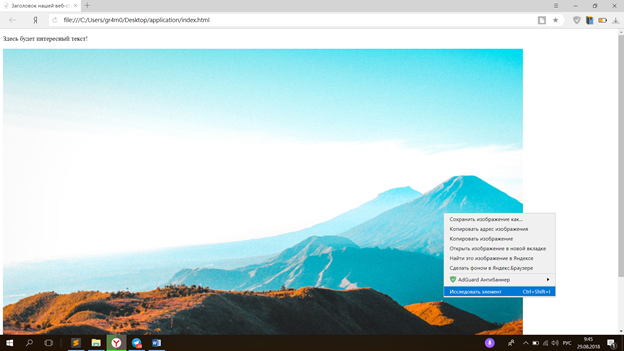 Заголовок нашей веб-ст
Я
file:///C:/Users/gr4m0/Desktop/application/index.html
Здесь будет интересный текст!
Сохранить изображение как...
Копировать адрес изображения
Копировать изображение
Открыть изображение в новой вкладке
Найти это изображение в Яндексе
Сделать фоном в Яндекс.Браузере
AdGuard Антибаннер
Исследовать элемент Ctrl+Shift+I
РУС
9:45
29.08.2018